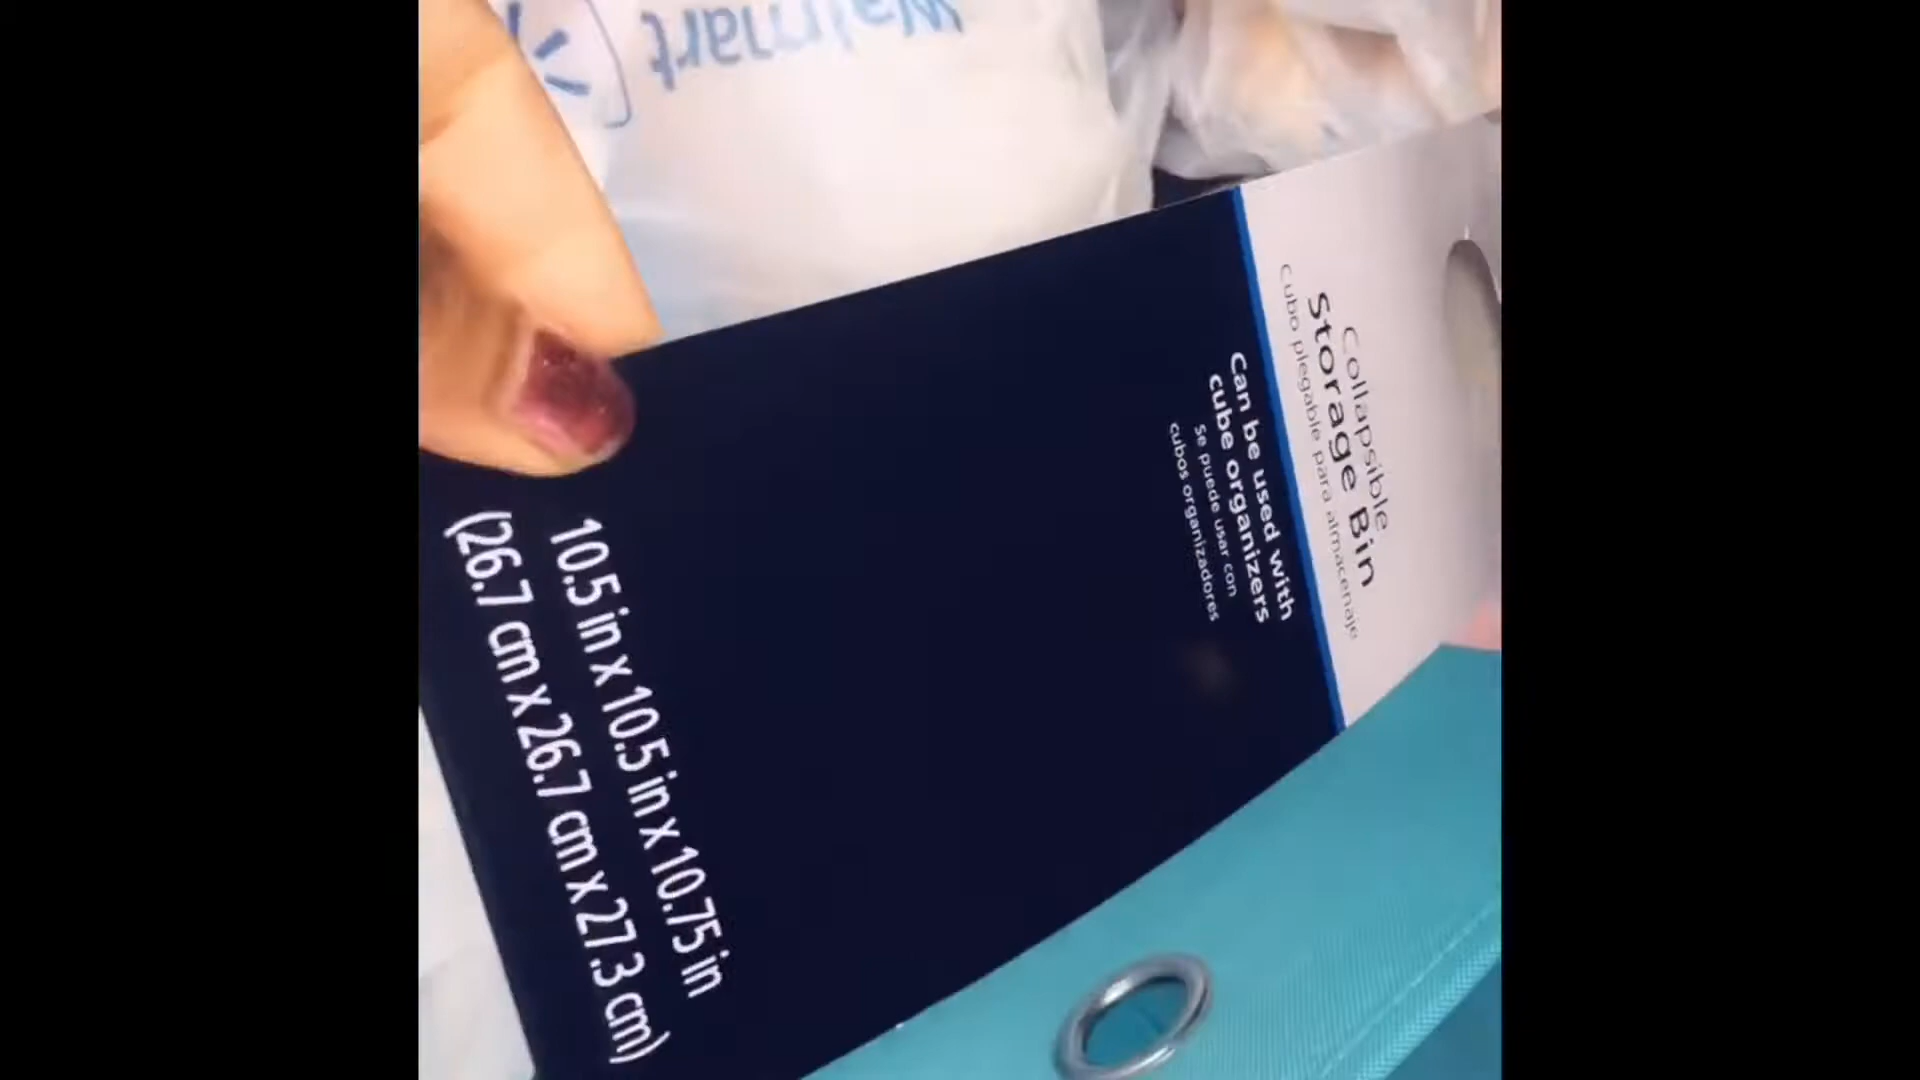 Walmart
Collapsible
Storage Bin
Cubo plegable para almacenaje
Can be used with
cube organizers
Se puede usar con
cubos organizadores
10.5 in x 10.5 in x 10.75 in
(26.7 cm x 26.7 cm x 27.3 cm)